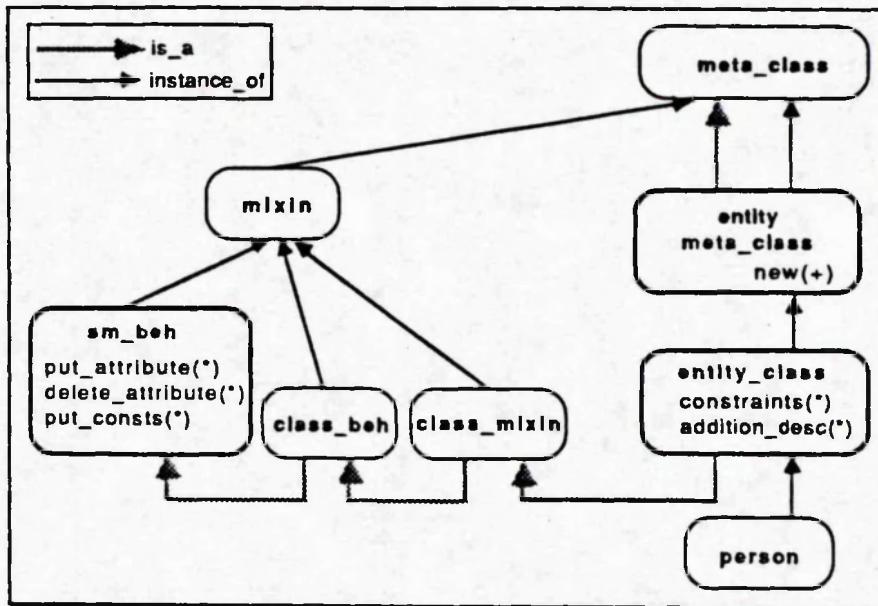 is_a
instance_of
meta_class
mixin
entity
meta_class
new(+)
sm_beh
put_attribute(*)
delete_attribute(*)
put_consts(*)
class_beh
class_mixin
entity_class
constraints(*)
addition_desc(*)
person